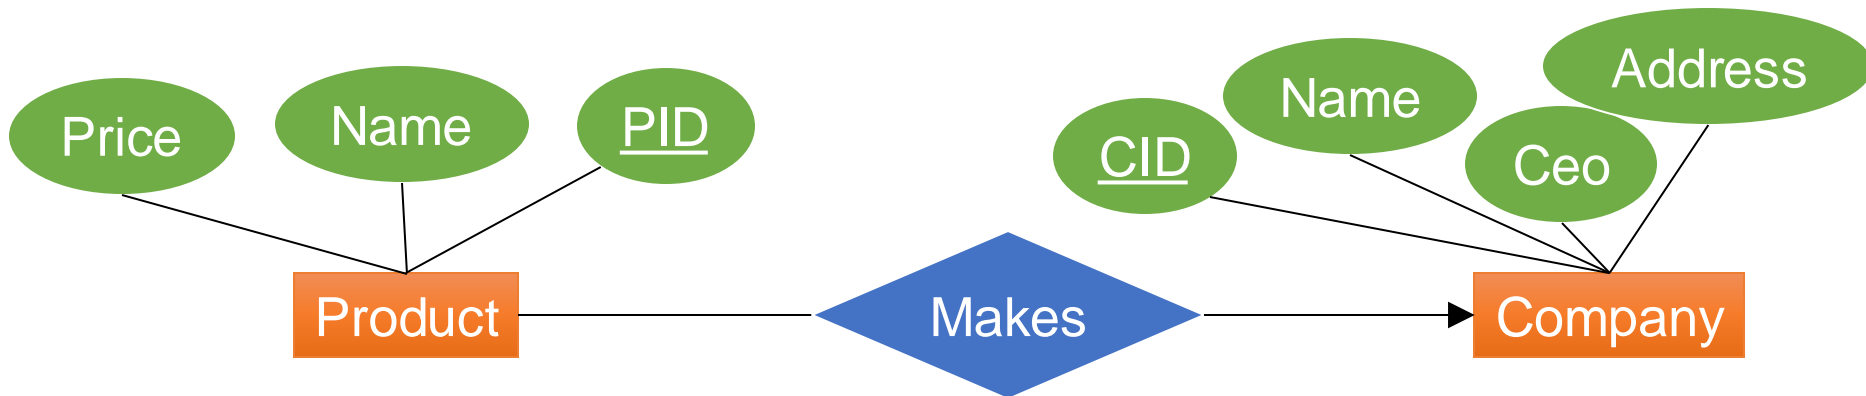 Price
Name
PID
CID
Name
Ceo
Address
Product
Makes
Company